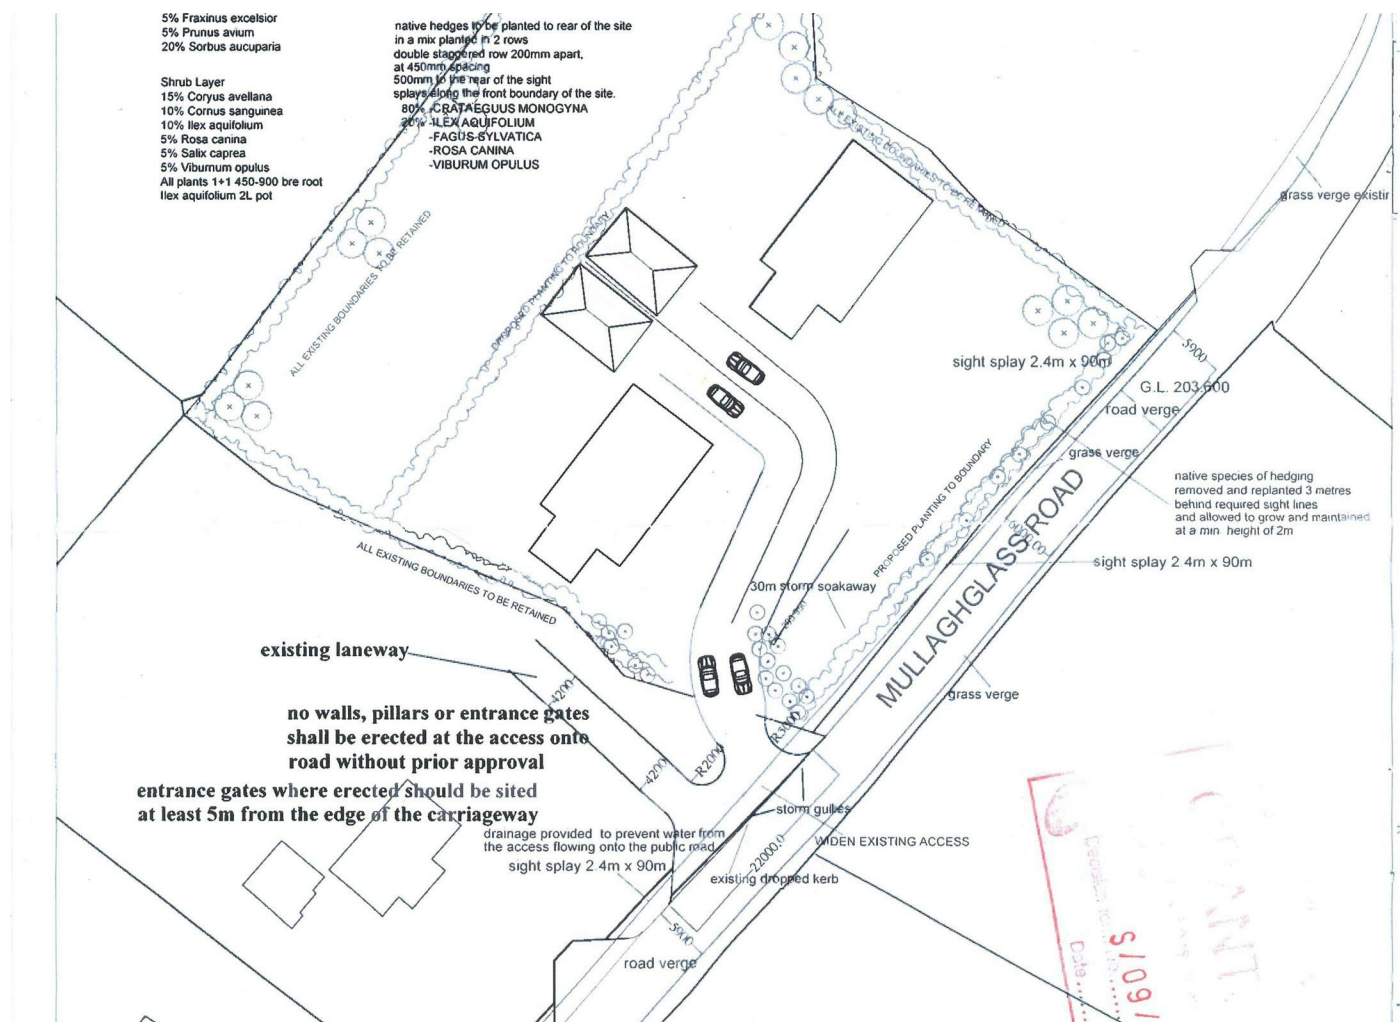 5% Fraxinus excelsior
5% Prunus avium
20% Sorbus aucuparia
Shrub Layer
15% Coryus avellana
10% Cornus sanguinea
10% Ilex aquifolium
5% Rosa canina
5% Salix caprea
5% Viburnum opulus
All plants 1+1 450-900 bre root
Ilex aquifolium 2L pot
native hedges to be planted to rear of the site
in a mix planted in 2 rows
double staggered row 200mm apart,
at 450mm spacing
500mm to the rear of the sight
splays along the front boundary of the site.
80% -CRATAEGUUS MONOGYNA
20% -ILEX AQUIFOLIUM
-FAGUS-SYLVATICA
-ROSA CANINA
-VIBURUM OPULUS
ALL EXISTING BOUNDARIES TO BE RETAINED
PROPOSED PLANTING TO BOUNDARY
ALL EXISTING BOUNDARIES TO BE RETAINED
grass verge existin
sight splay 2.4m x 90m
5900
G.L. 203.600
road verge
grass verge
PROPOSED PLANTING TO BOUNDARY
MULLAGHGLASS ROAD
6000.00
native species of hedging
removed and replanted 3 metres
behind required sight lines
and allowed to grow and maintained
at a min height of 2m
sight splay 2 4m x 90m
ALL EXISTING BOUNDARIES TO BE RETAINED
30m storm soakaway
grass verge
existing laneway
4200
no walls, pillars or entrance gates
shall be erected at the access onto
road without prior approval
4200
R2000
R3000
entrance gates where erected should be sited
at least 5m from the edge of the carriageway
storm gullies
drainage provided to prevent water from
the access flowing onto the public road
WIDEN EXISTING ACCESS
sight splay 2 4m x 90m
22000.0
existing dropped kerb
5900
road verge
Date
S/09/